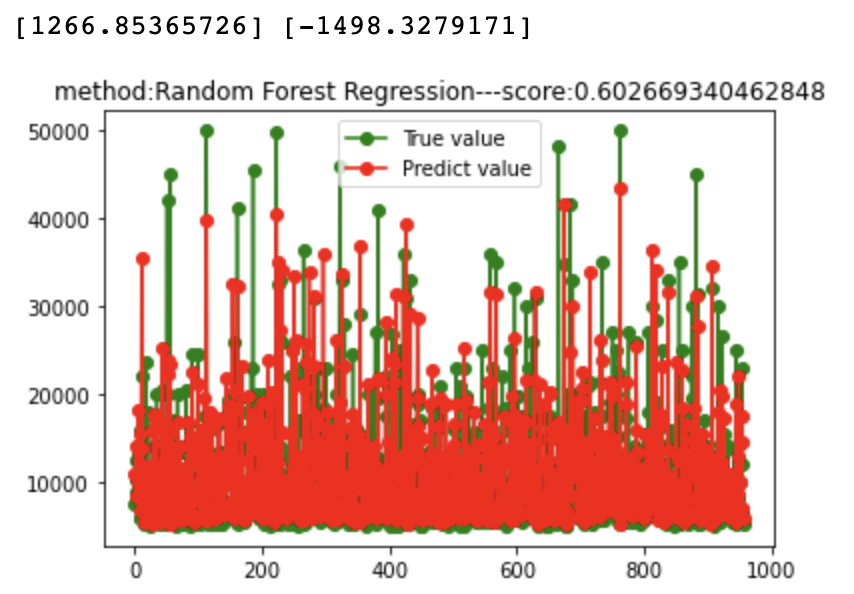 [1266.85365726] [-1498.3279171]
method:Random Forest Regression---score:0.602669340462848
50000
True value
Predict value
40000
30000
20000
10000
0 200 400 600 800 1000